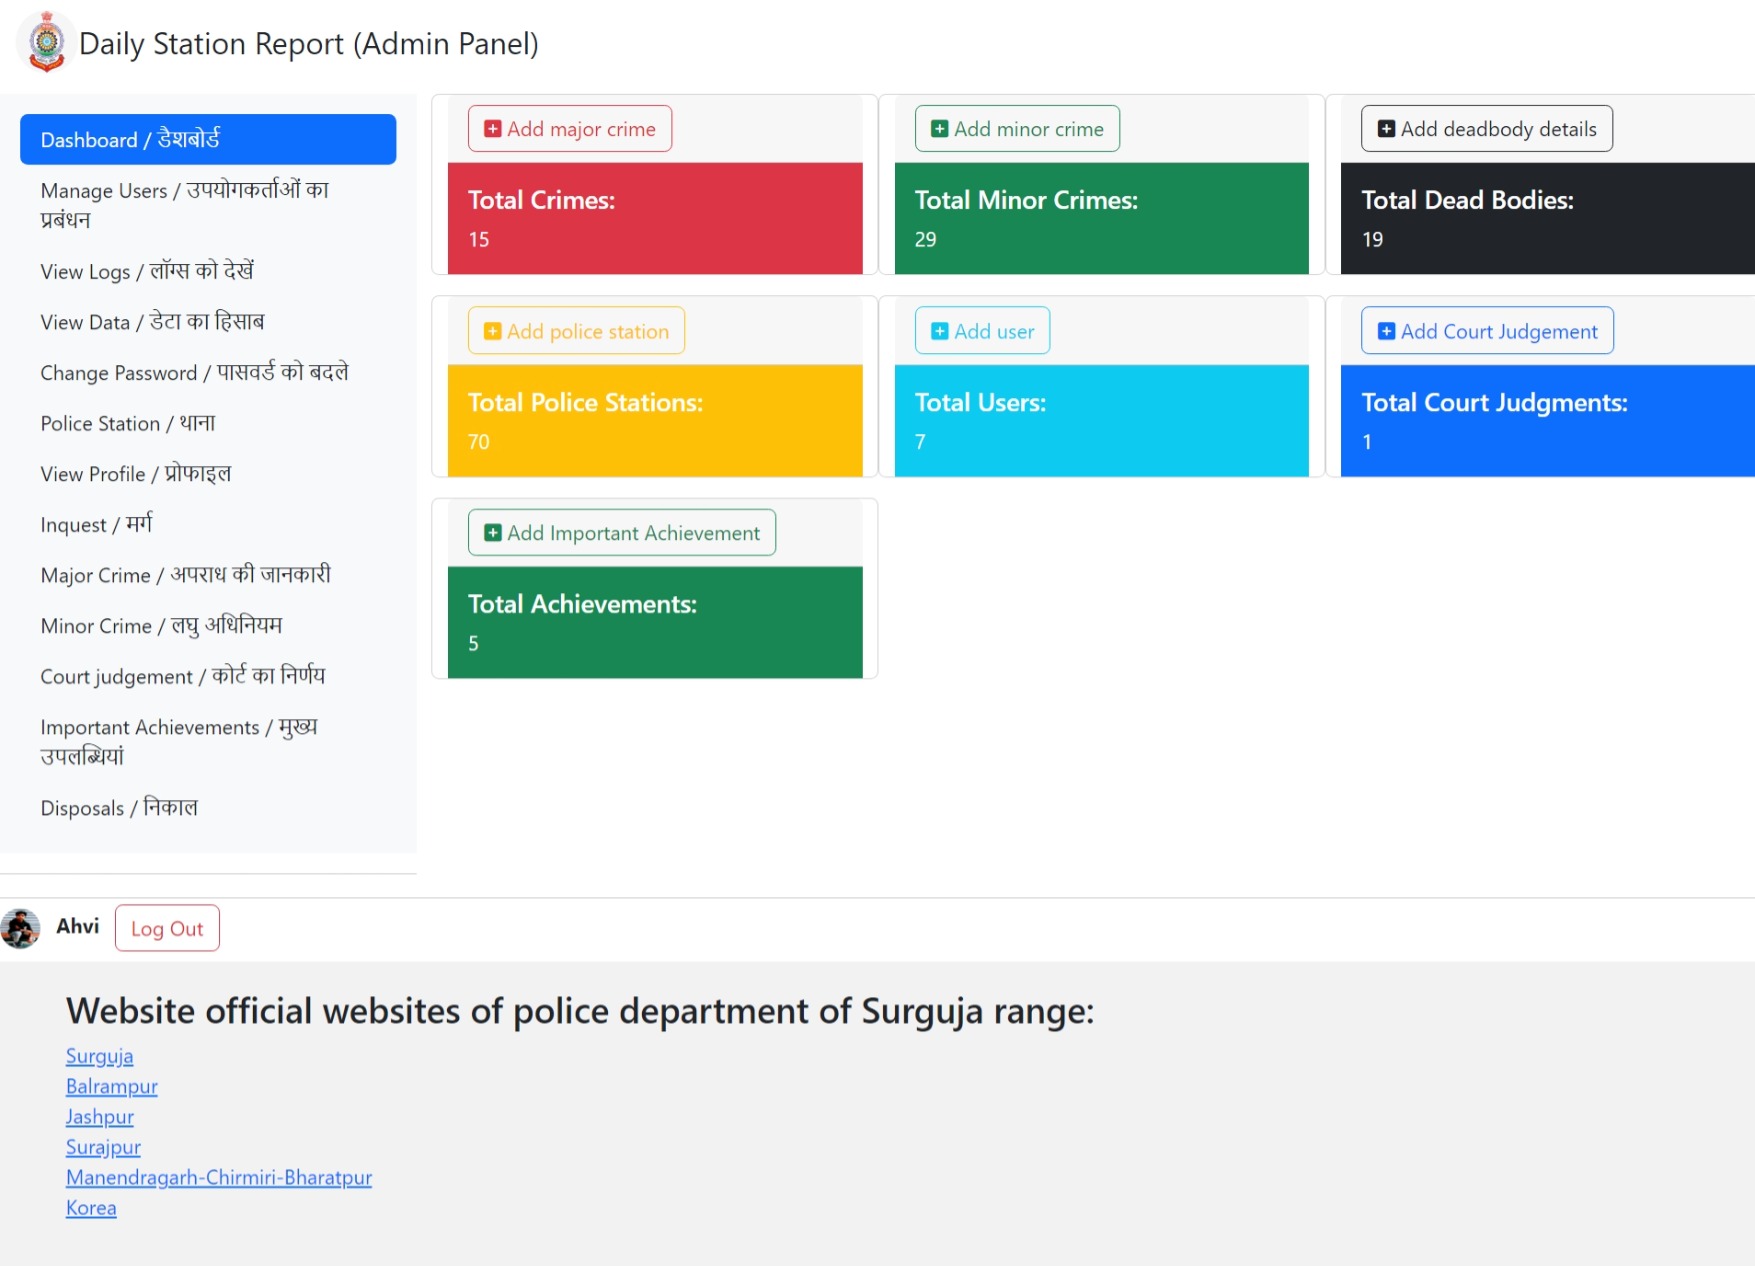 Daily Station Report (Admin Panel)
Dashboard / डैशबोर्ड
Manage Users / उपयोगकर्ताओं का
प्रबंधन
View Logs / लॉग्स को देखें
View Data / डेटा का हिसाब
Change Password / पासवर्ड को बदले
Police Station / थाना
View Profile / प्रोफाइल
Inquest / मर्ग
Major Crime / अपराध की जानकारी
Minor Crime / लघु अधिनियम
Court judgement / कोर्ट का निर्णय
Important Achievements / मुख्य
उपलब्धियां
Disposals / निकाल
Add major crime
Total Crimes:
15
Add minor crime
Total Minor Crimes:
29
Add deadbody details
Total Dead Bodies:
19
Add police station
Total Police Stations:
70
Add user
Total Users:
7
Add Court Judgement
Total Court Judgments:
1
Add Important Achievement
Total Achievements:
5
Ahvi
Log Out
Website official websites of police department of Surguja range:
Surguja
Balrampur
Jashpur
Surajpur
Manendragarh-Chirmiri-Bharatpur
Korea